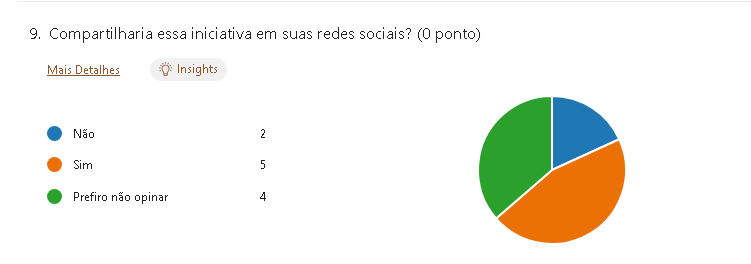 9. Compartilharia essa iniciativa em suas redes sociais? (0 ponto)
Mais Detalhes Insights
Não 2
Sim 5
Prefiro não opinar 4